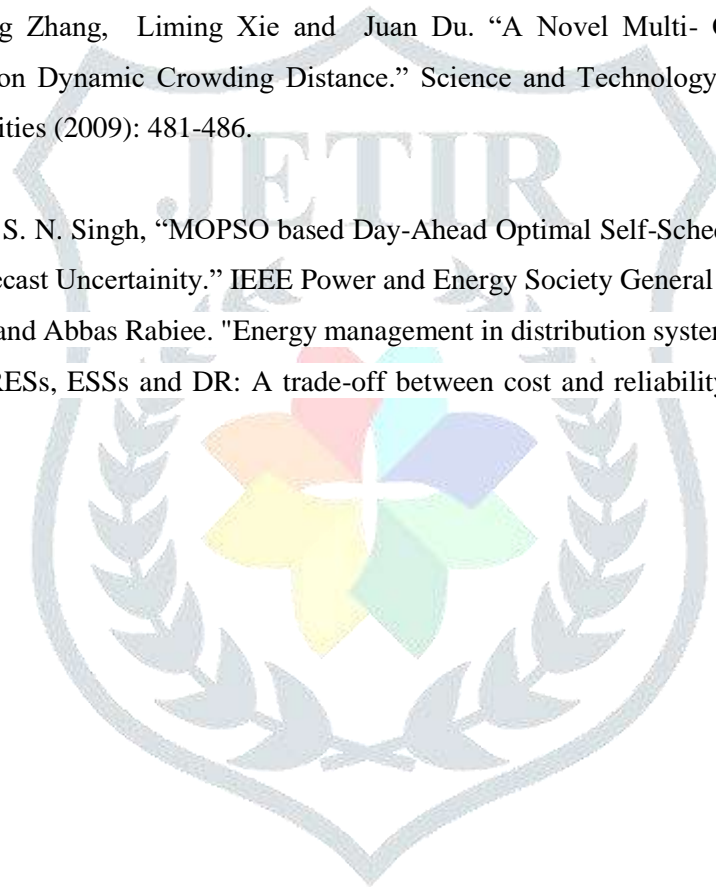 g Zhang, Liming Xie and Juan Du. “A Novel Multi-
on Dynamic Crowding Distance.” Science and Technology
ities (2009): 481-486.
JETIR
S. N. Singh, “MOPSO based Day-Ahead Optimal Self-Sched
ecast Uncertainity.” IEEE Power and Energy Society General
and Abbas Rabiee. "Energy management in distribution system
RESs, ESSs and DR: A trade-off between cost and reliability